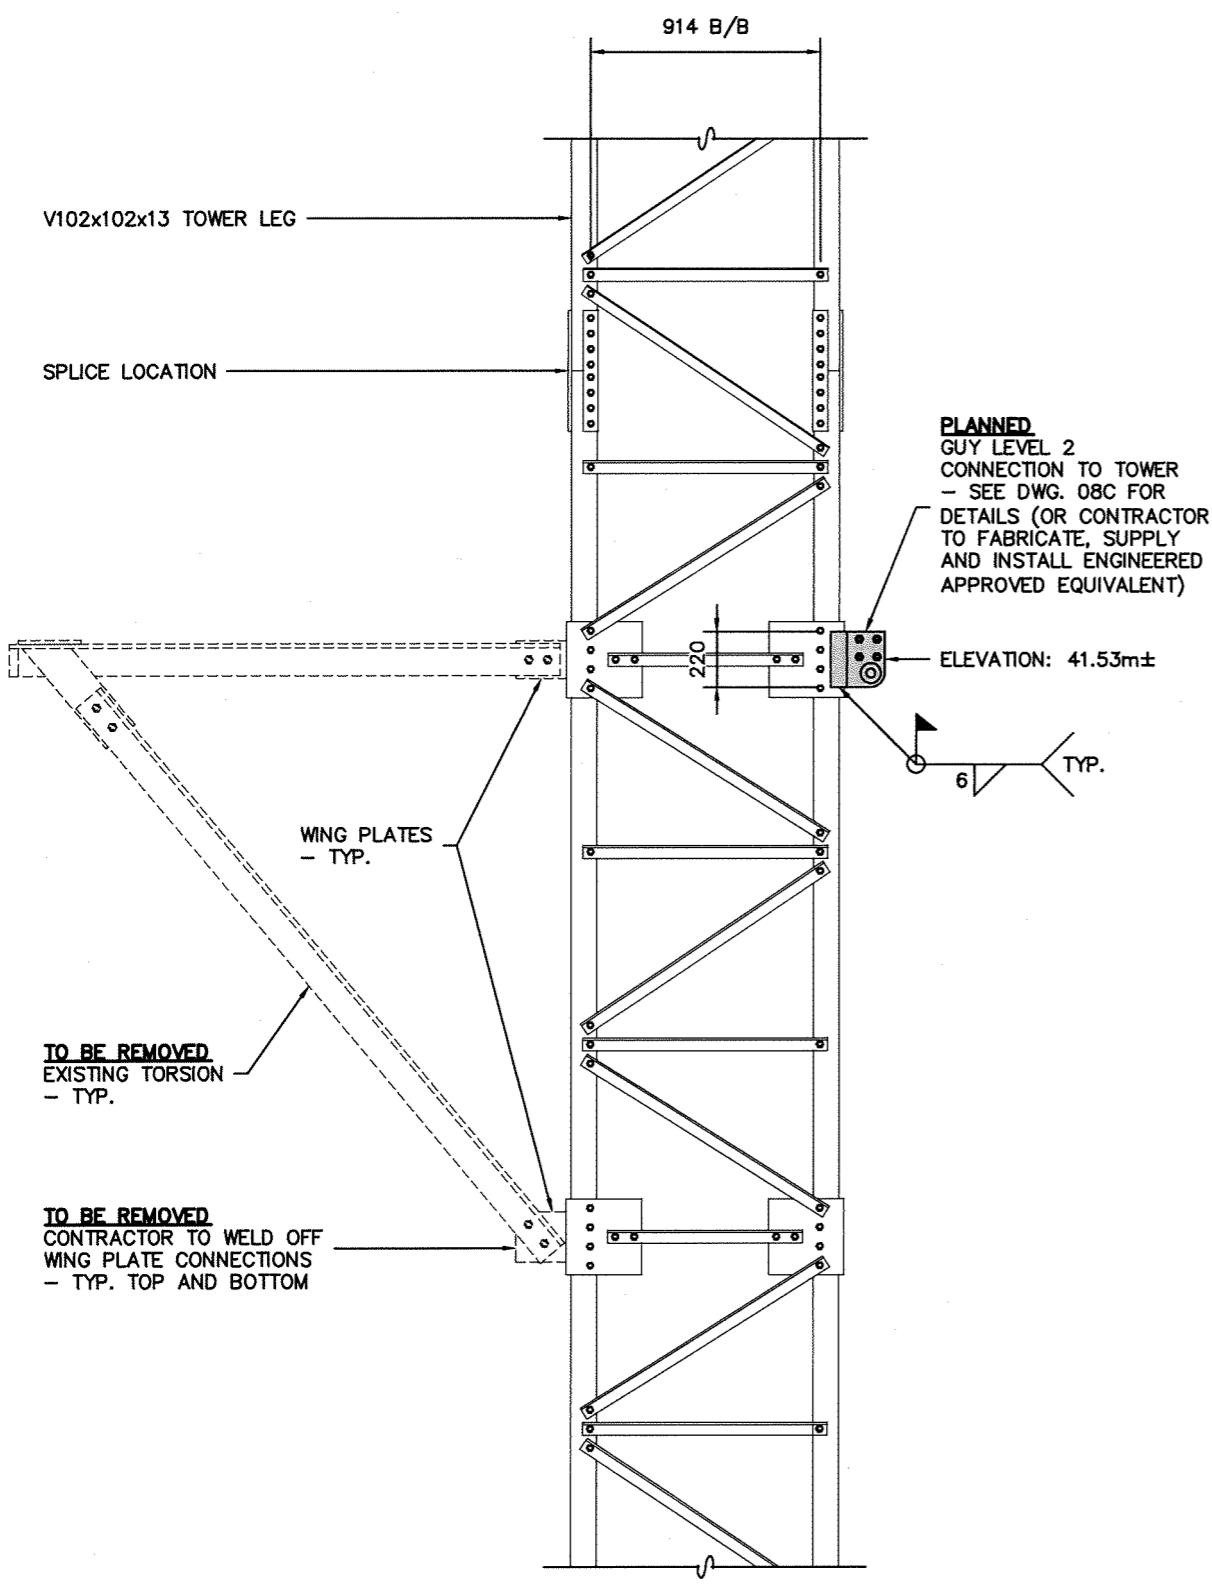 914 B/B
V102x102x13 TOWER LEG
SPLICE LOCATION
PLANNED
GUY LEVEL 2
CONNECTION TO TOWER
– SEE DWG. 08C FOR
DETAILS (OR CONTRACTOR
TO FABRICATE, SUPPLY
AND INSTALL ENGINEERED
APPROVED EQUIVALENT)
220
ELEVATION: 41.53m±
6
TYP.
WING PLATES
– TYP.
TO BE REMOVED
EXISTING TORSION
– TYP.
TO BE REMOVED
CONTRACTOR TO WELD OFF
WING PLATE CONNECTIONS
– TYP. TOP AND BOTTOM